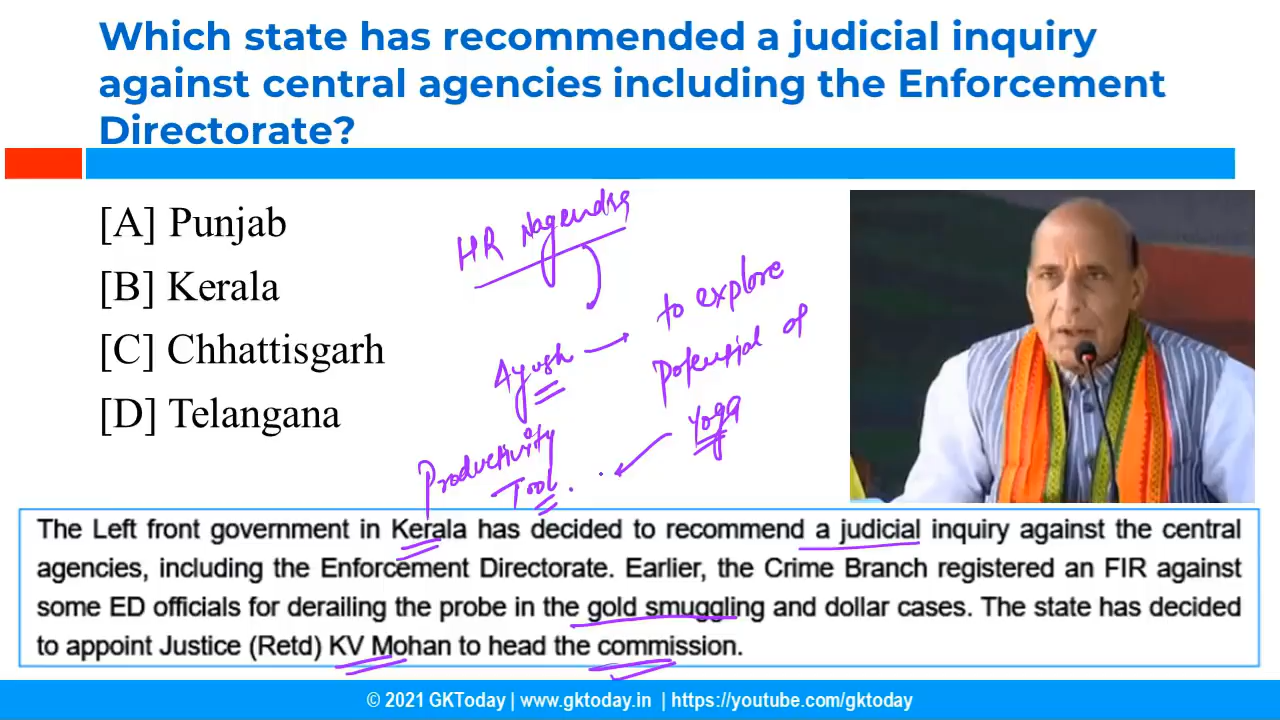 Which state has recommended a judicial inquiry
against central agencies including the Enforcement
Directorate?
[A] Punjab
[B] Kerala
[C] Chhattisgarh
[D] Telangana
HR Nagendra
to explore
Ayush
Potential of
Yoga
Productivity
Tool.
The Left front government in Kerala has decided to recommend a judicial inquiry against the central
agencies, including the Enforcement Directorate. Earlier, the Crime Branch registered an FIR against
some ED officials for derailing the probe in the gold smuggling and dollar cases. The state has decided
to appoint Justice (Retd) KV Mohan to head the commission.
© 2021 GKToday | www.gktoday.in | https://youtube.com/gktoday